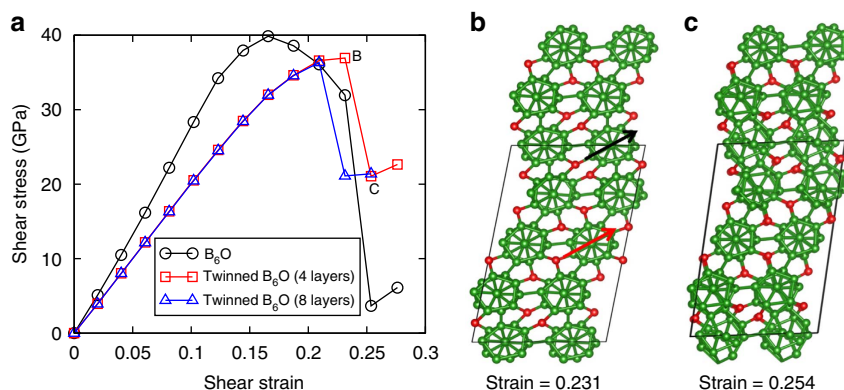 a
b
c
Shear stress (GPa)
40
30
20
10
0
B
C
B₆O
Twinned B₆O (4 layers)
Twinned B₆O (8 layers)
0 0.05 0.1 0.15 0.2 0.25 0.3
Shear strain
Strain = 0.231
Strain = 0.254